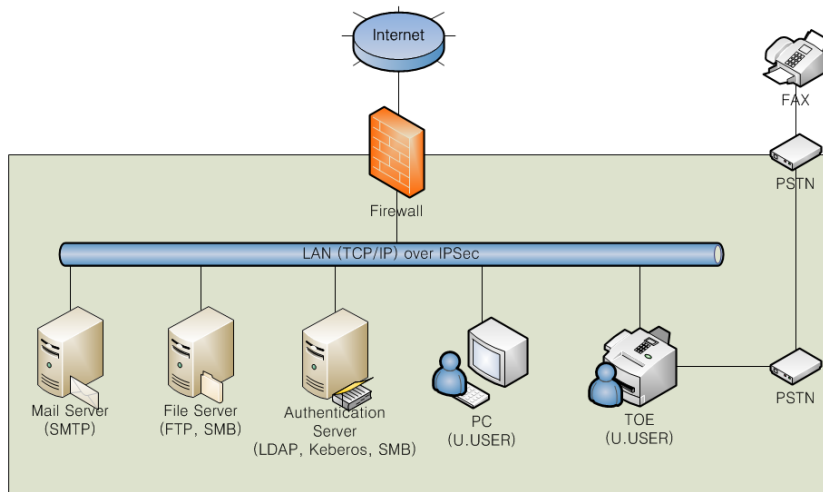 Internet
FAX
PSTN
Firewall
LAN (TCP/IP) over IPSec
Mail Server
(SMTP)
File Server
(FTP, SMB)
Authentication
Server
(LDAP, Keberos, SMB)
PC
(U.USER)
TOE
(U.USER)
PSTN